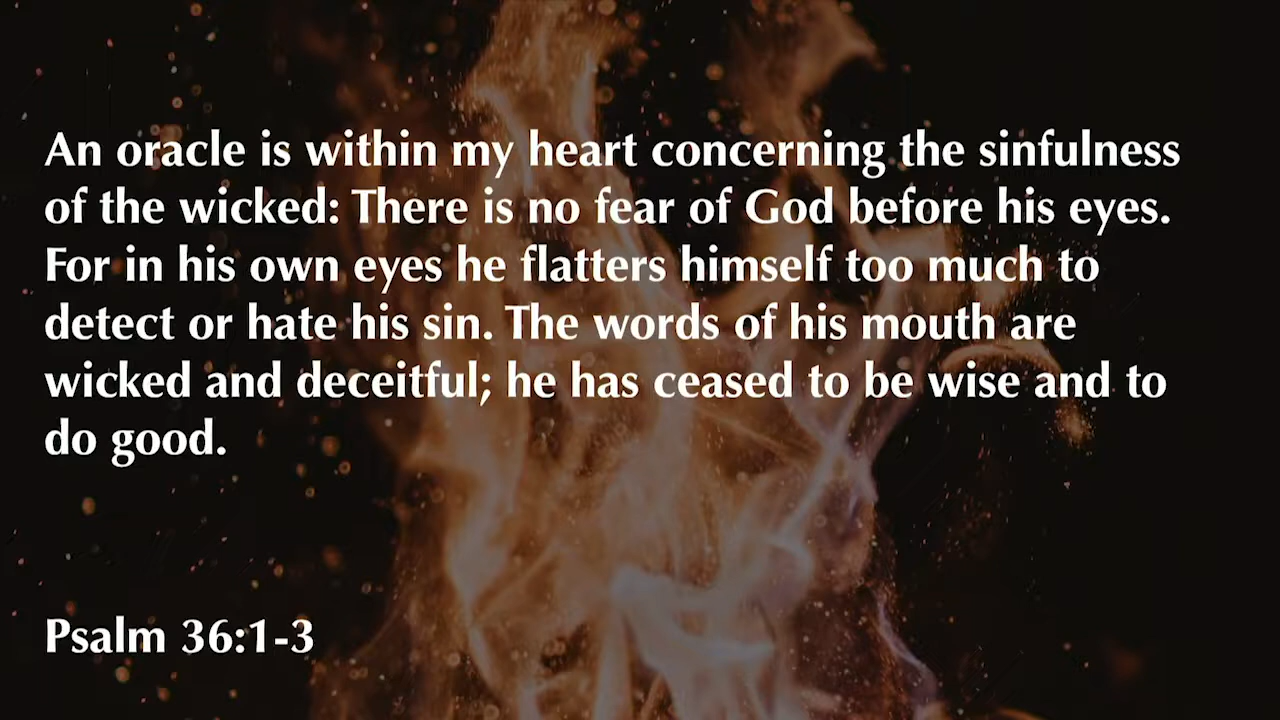 An oracle is within my heart concerning the sinfulness
of the wicked: There is no fear of God before his eyes.
For in his own eyes he flatters himself too much to
detect or hate his sin. The words of his mouth are
wicked and deceitful; he has ceased to be wise and to
do good.
Psalm 36:1-3